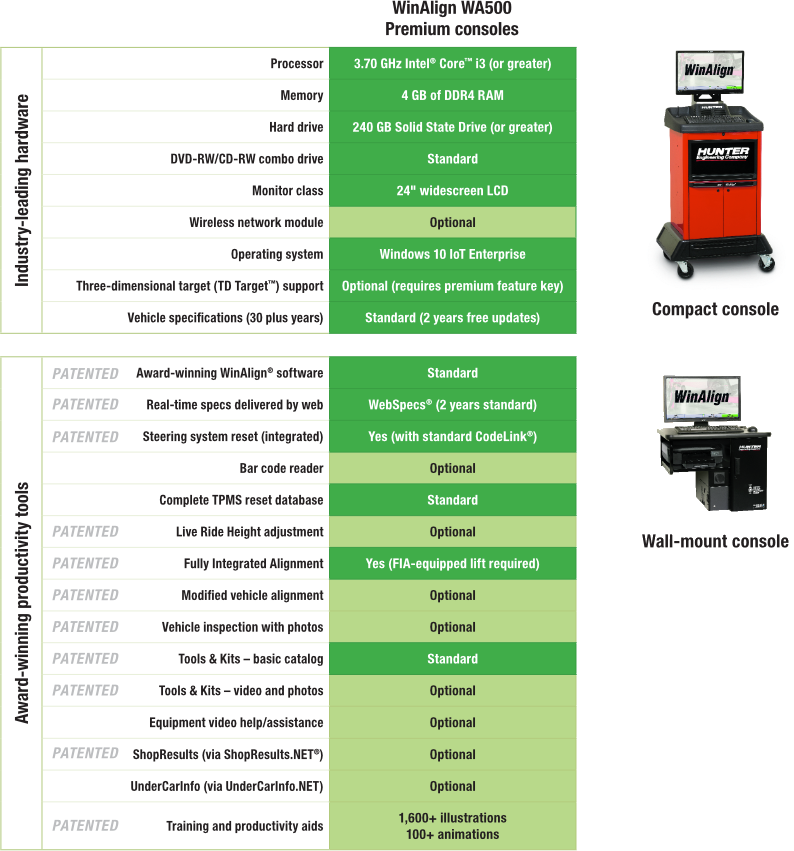 WinAlign WA500
Premium consoles
Industry-leading hardware
Processor 3.70 GHz Intel® Core™ i3 (or greater)
Memory 4 GB of DDR4 RAM
Hard drive 240 GB Solid State Drive (or greater)
DVD-RW/CD-RW combo drive Standard
Monitor class 24" widescreen LCD
Wireless network module Optional
Operating system Windows 10 IoT Enterprise
Three-dimensional target (TD Target™) support Optional (requires premium feature key)
Vehicle specifications (30 plus years) Standard (2 years free updates)
Award-winning productivity tools
PATENTED Award-winning WinAlign® software Standard
PATENTED Real-time specs delivered by web WebSpecs® (2 years standard)
PATENTED Steering system reset (integrated) Yes (with standard CodeLink®)
Bar code reader Optional
Complete TPMS reset database Standard
PATENTED Live Ride Height adjustment Optional
PATENTED Fully Integrated Alignment Yes (FIA-equipped lift required)
PATENTED Modified vehicle alignment Optional
PATENTED Vehicle inspection with photos Optional
PATENTED Tools & Kits – basic catalog Standard
PATENTED Tools & Kits – video and photos Optional
Equipment video help/assistance Optional
PATENTED ShopResults (via ShopResults.NET®) Optional
UnderCarInfo (via UnderCarInfo.NET) Optional
PATENTED Training and productivity aids 1,600+ illustrations
100+ animations
WinAlign
HUNTER
Engineering Company
Compact console
WinAlign
HUNTER
Wall-mount console